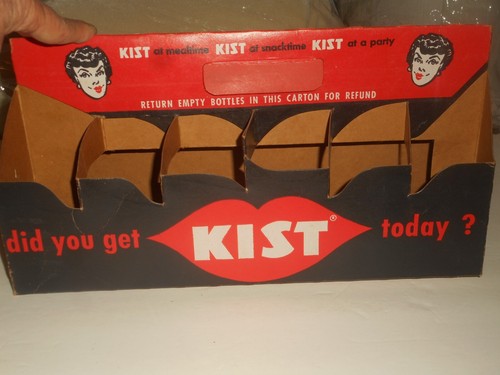 KIST at mealtime KIST at snacktime KIST at a party
RETURN EMPTY BOTTLES IN THIS CARTON FOR REFUND
did you get KIST® today ?